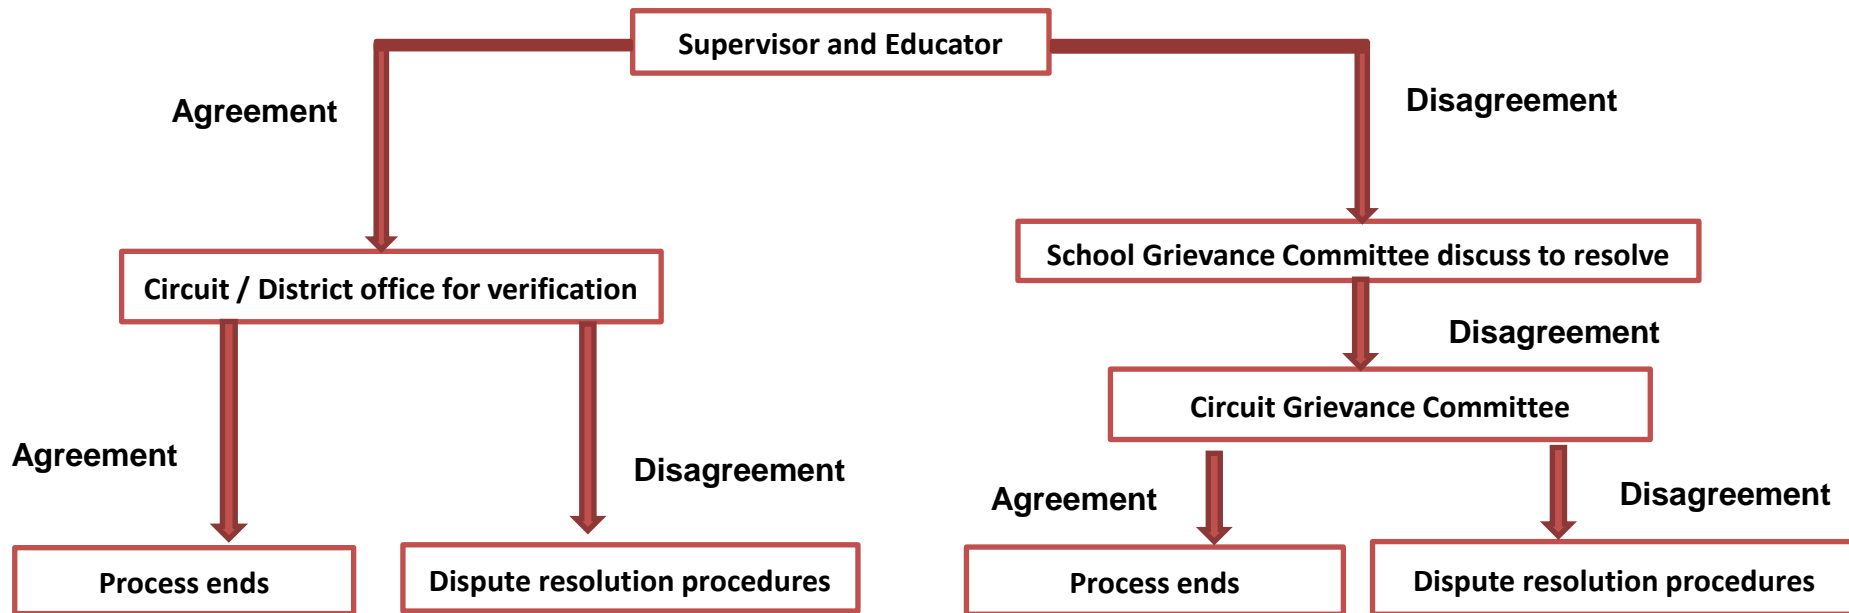 Supervisor and Educator
Agreement
Disagreement
School Grievance Committee discuss to resolve
Circuit / District office for verification
Disagreement
Circuit Grievance Committee
Agreement
Disagreement
Agreement
Disagreement
Process ends
Dispute resolution procedures
Process ends
Dispute resolution procedures